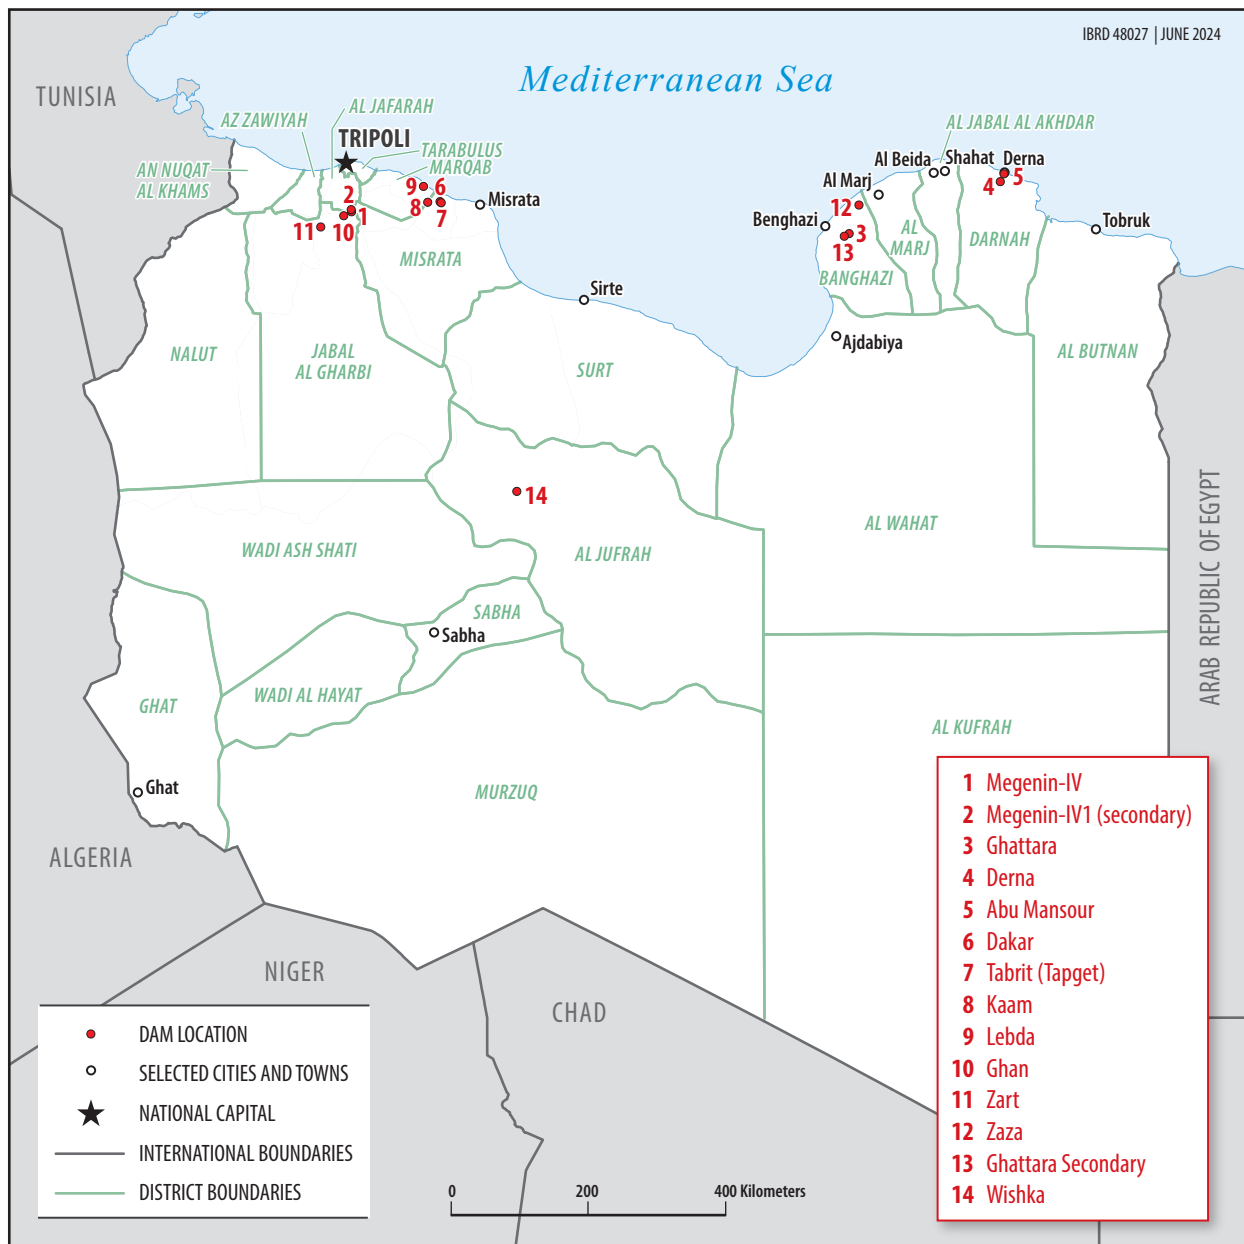 IBRD 48027 | JUNE 2024
Mediterranean Sea
TUNISIA
AL JAFARAH
AZ ZAWIYAH
TRIPOLI
TARABULUS
MARQAB
AN NUQAT
AL KHAMS
AL JABAL AL AKHDAR
Al Beida
Shahat
Derna
9
6
2
8
7
1
10
11
Misrata
Al Marj
12
4
5
Benghazi
3
13
Tobruk
AL
MARJ
DARNAH
BANGHAZI
MISRATA
Sirte
Ajdabiya
NALUT
JABAL
AL GHARBI
SURT
AL BUTNAN
14
AL WAHAT
WADI ASH SHATI
AL JUFRAH
ARAB REPUBLIC OF EGYPT
SABHA
Sabha
WADI AL HAYAT
GHAT
AL KUFRAH
Ghat
MURZUQ
ALGERIA
NIGER
CHAD
1 Megenin-IV
2 Megenin-IV1 (secondary)
3 Ghattara
4 Derna
5 Abu Mansour
6 Dakar
7 Tabrit (Tapget)
8 Kaam
9 Lebda
10 Ghan
11 Zart
12 Zaza
13 Ghattara Secondary
14 Wishka
DAM LOCATION
SELECTED CITIES AND TOWNS
NATIONAL CAPITAL
INTERNATIONAL BOUNDARIES
DISTRICT BOUNDARIES
0 200 400 Kilometers